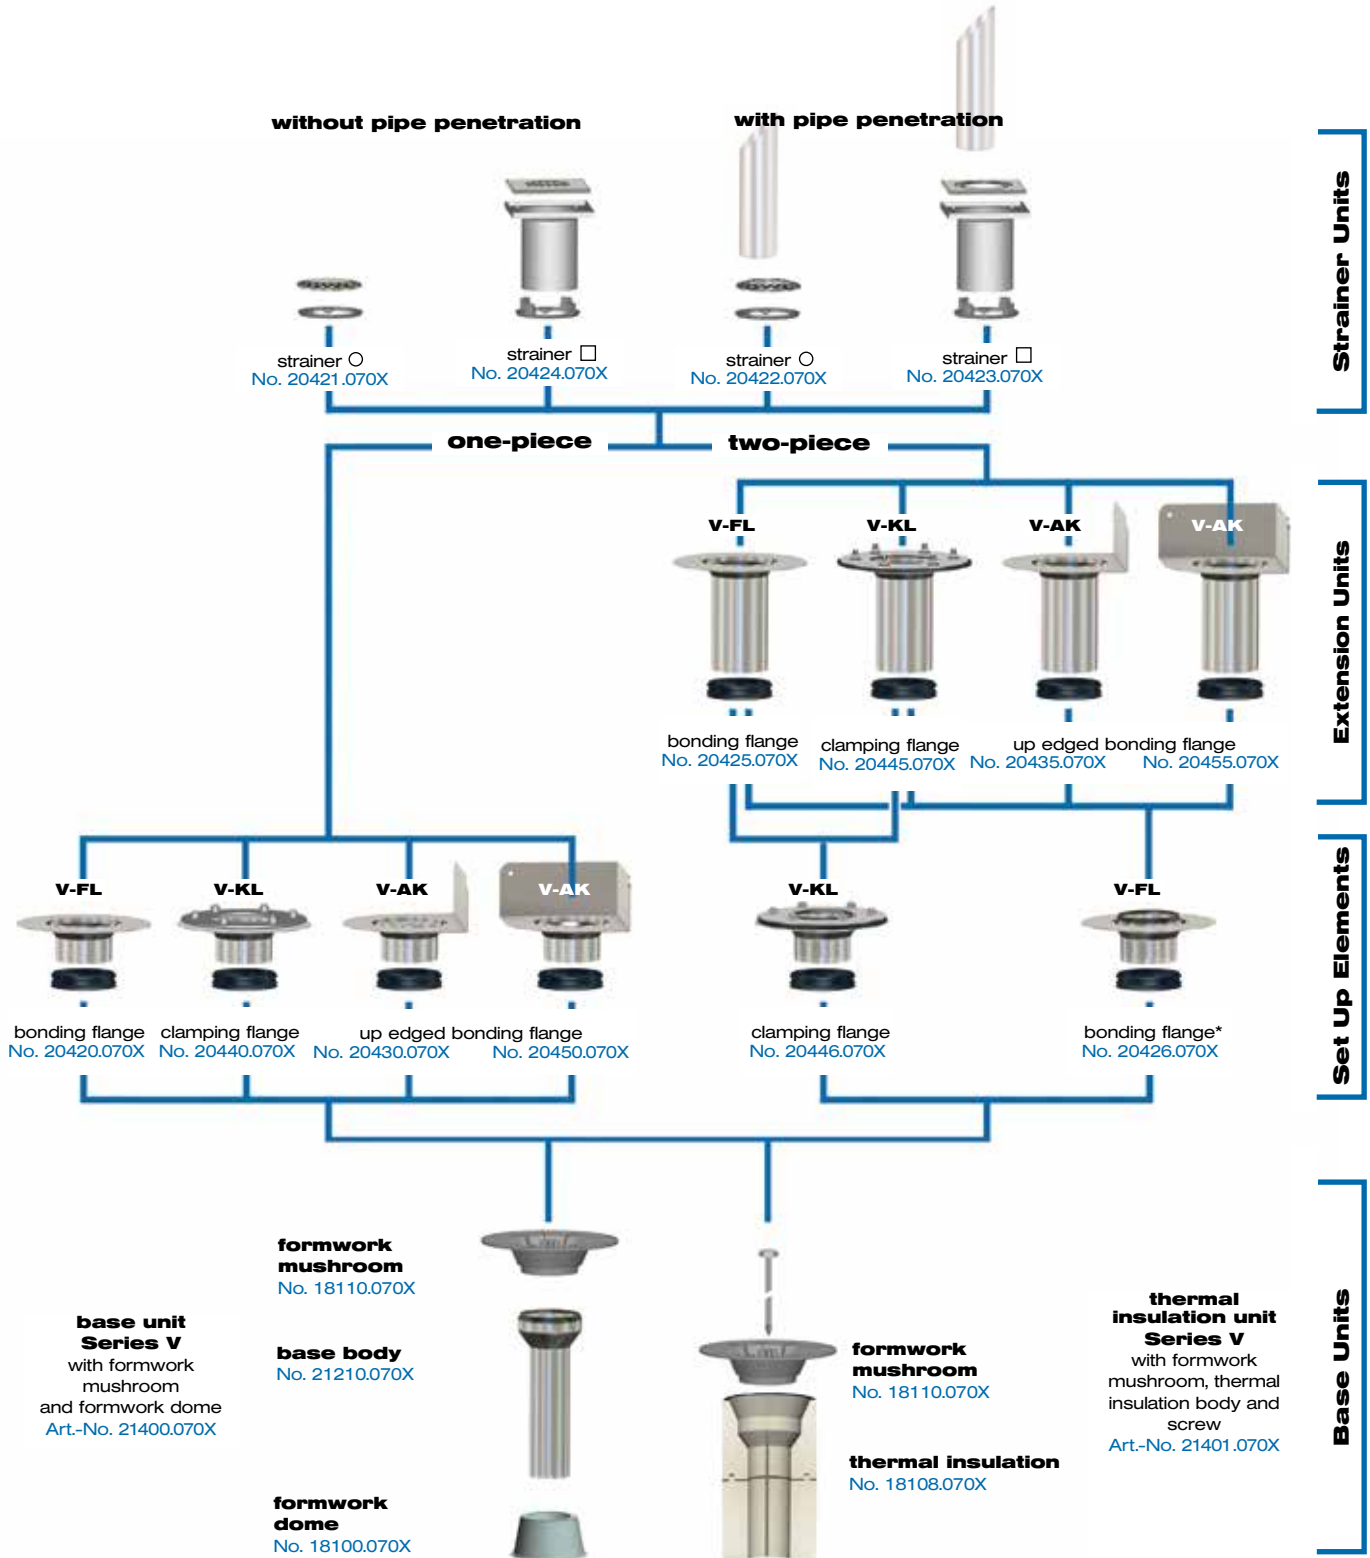 without pipe penetration
with pipe penetration
strainer ○
No. 20421.070X
strainer □
No. 20424.070X
strainer ○
No. 20422.070X
strainer □
No. 20423.070X
Strainer Units
one-piece
two-piece
V-FL
V-KL
V-AK
V-AK
bonding flange
No. 20425.070X
clamping flange
No. 20445.070X
up edged bonding flange
No. 20435.070X
No. 20455.070X
Extension Units
V-FL
V-KL
V-AK
V-AK
V-KL
V-FL
bonding flange
No. 20420.070X
clamping flange
No. 20440.070X
up edged bonding flange
No. 20430.070X
No. 20450.070X
clamping flange
No. 20446.070X
bonding flange*
No. 20426.070X
Set Up Elements
base unit
Series V
with formwork
mushroom
and formwork dome
Art.-No. 21400.070X
formwork
mushroom
No. 18110.070X
base body
No. 21210.070X
formwork
dome
No. 18100.070X
formwork
mushroom
No. 18110.070X
thermal insulation
No. 18108.070X
thermal
insulation unit
Series V
with formwork
mushroom, thermal
insulation body and
screw
Art.-No. 21401.070X
Base Units